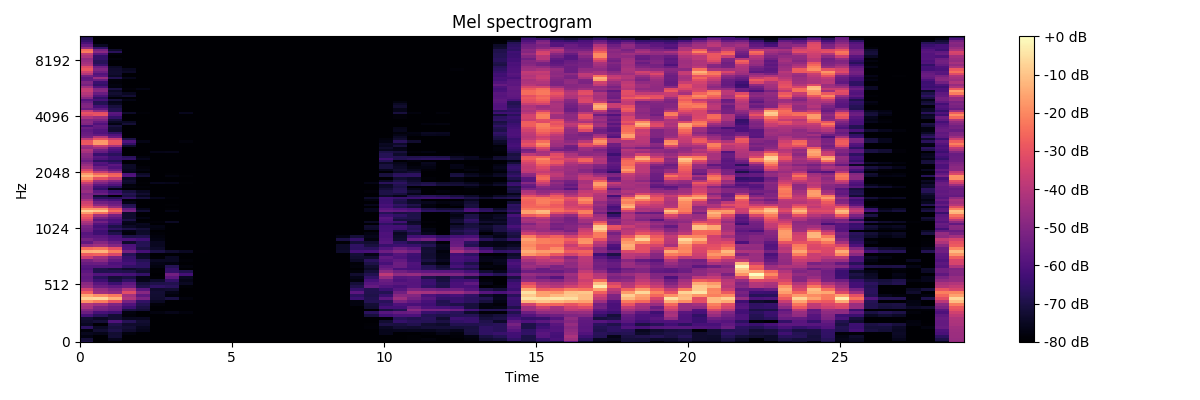 Mel spectrogram
8192
4096
2048
1024
512
0
Hz
0 5 10 15 20 25
Time
+0 dB
-10 dB
-20 dB
-30 dB
-40 dB
-50 dB
-60 dB
-70 dB
-80 dB